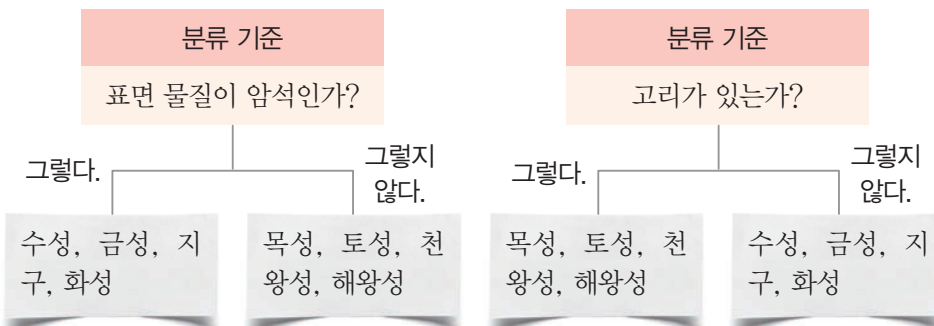 분류 기준
표면 물질이 암석인가?
그렇다.
그렇지
않다.
수성, 금성, 지
구, 화성
목성, 토성, 천
왕성, 해왕성
분류 기준
고리가 있는가?
그렇다.
그렇지
않다.
목성, 토성, 천
왕성, 해왕성
수성, 금성, 지
구, 화성